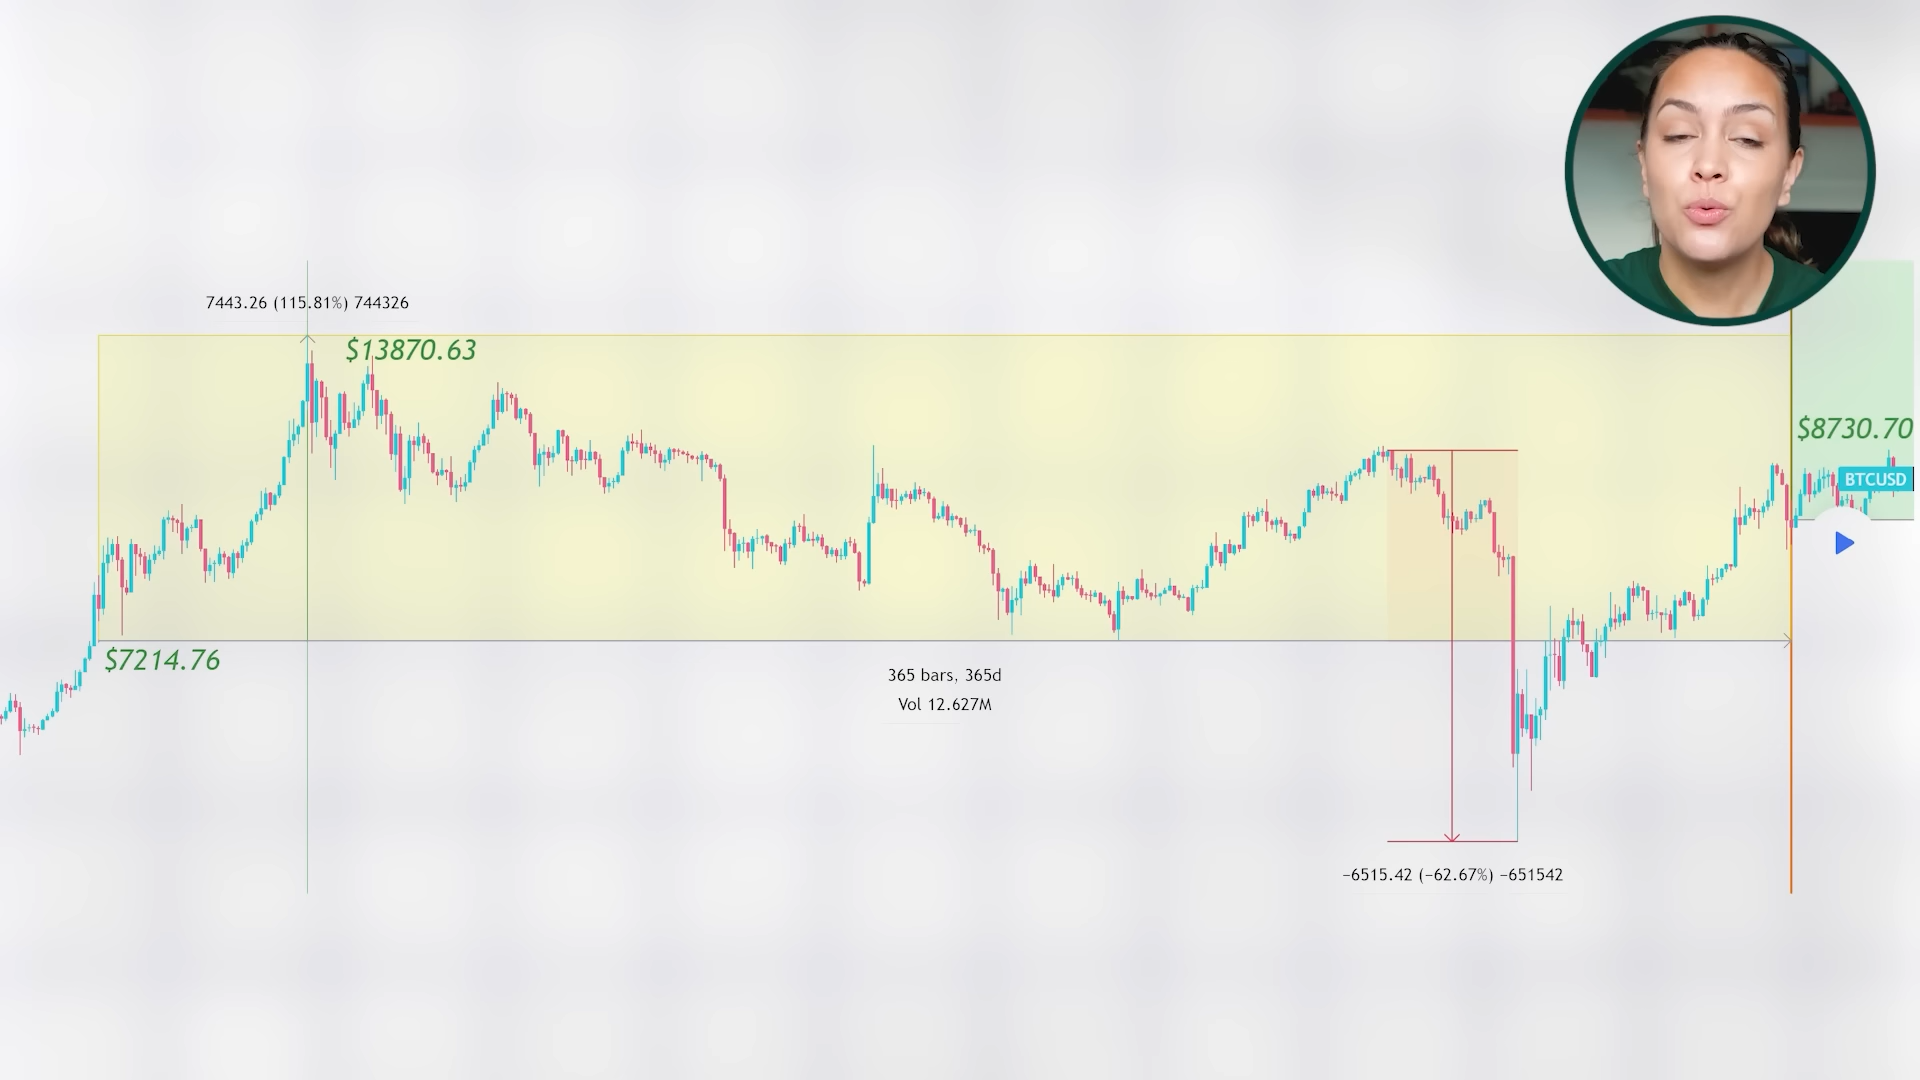 7443.26 (115.81%) 744326
$13870.63
$8730.70
BTCUSD
$7214.76
365 bars, 365d
Vol 12.627M
-6515.42 (-62.67%) -651542